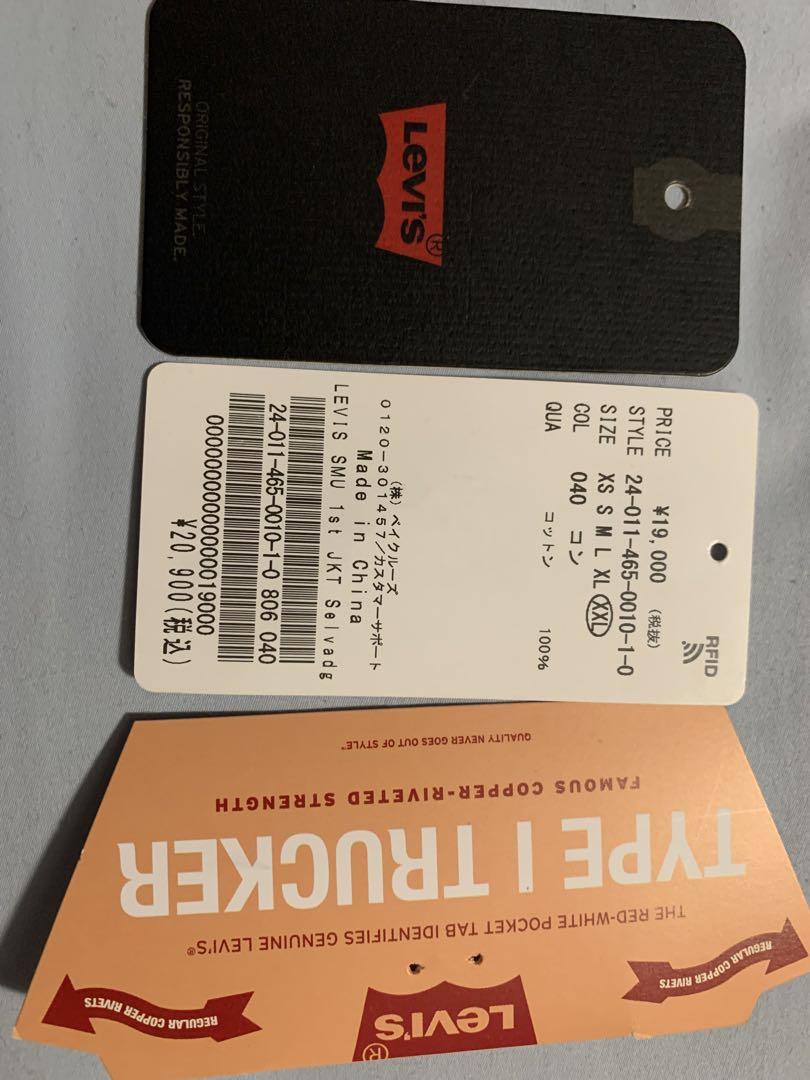 LEVI'S®
ORIGINAL STYLE.
RESPONSIBLY MADE.
RFID
PRICE ¥19,000 (税抜)
STYLE 24-011-465-0010-1-0
SIZE XS S M L XL XXL
COL 040 コン
QUA コットン 100%
(株)ベイクルーズ
0120-301457/カスタマーサポート
Made in China
LEVIS SMU 1st JKT Selvadg
24-011-465-0010-1-0 806 040
¥20,900(税込)
LEVI'S®
REGULAR COPPER RIVETS
REGULAR COPPER RIVETS
THE RED-WHITE POCKET TAB IDENTIFIES GENUINE LEVI'S®
TYPE I TRUCKER
FAMOUS COPPER-RIVETED STRENGTH
QUALITY NEVER GOES OUT OF STYLE™